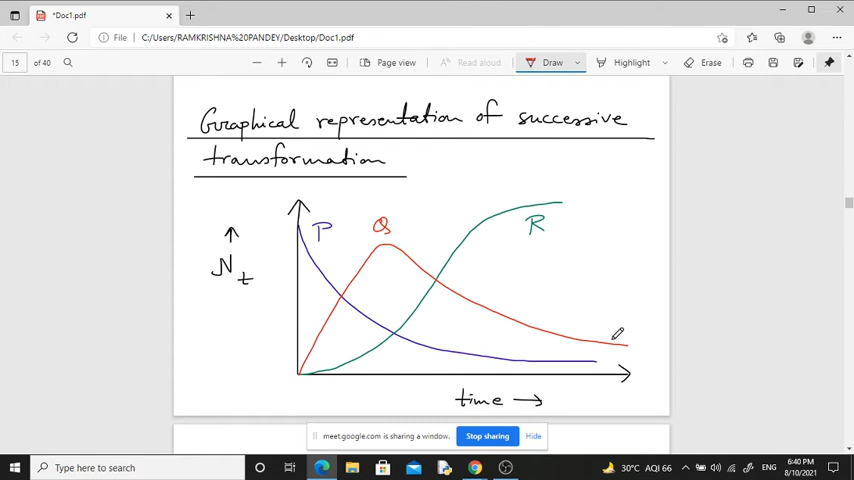 *Doc1.pdf
File
C:/Users/RAMKRISHNA%20PANDEY/Desktop/Doc1.pdf
15 of 40
Page view
Read aloud
Draw
Highlight
Erase
Graphical representation of successive
transformation
P
Q
R
N t
time
meet.google.com is sharing a window.
Stop sharing
Hide
Type here to search
30°C AQI 66
ENG
6:40 PM
8/10/2021